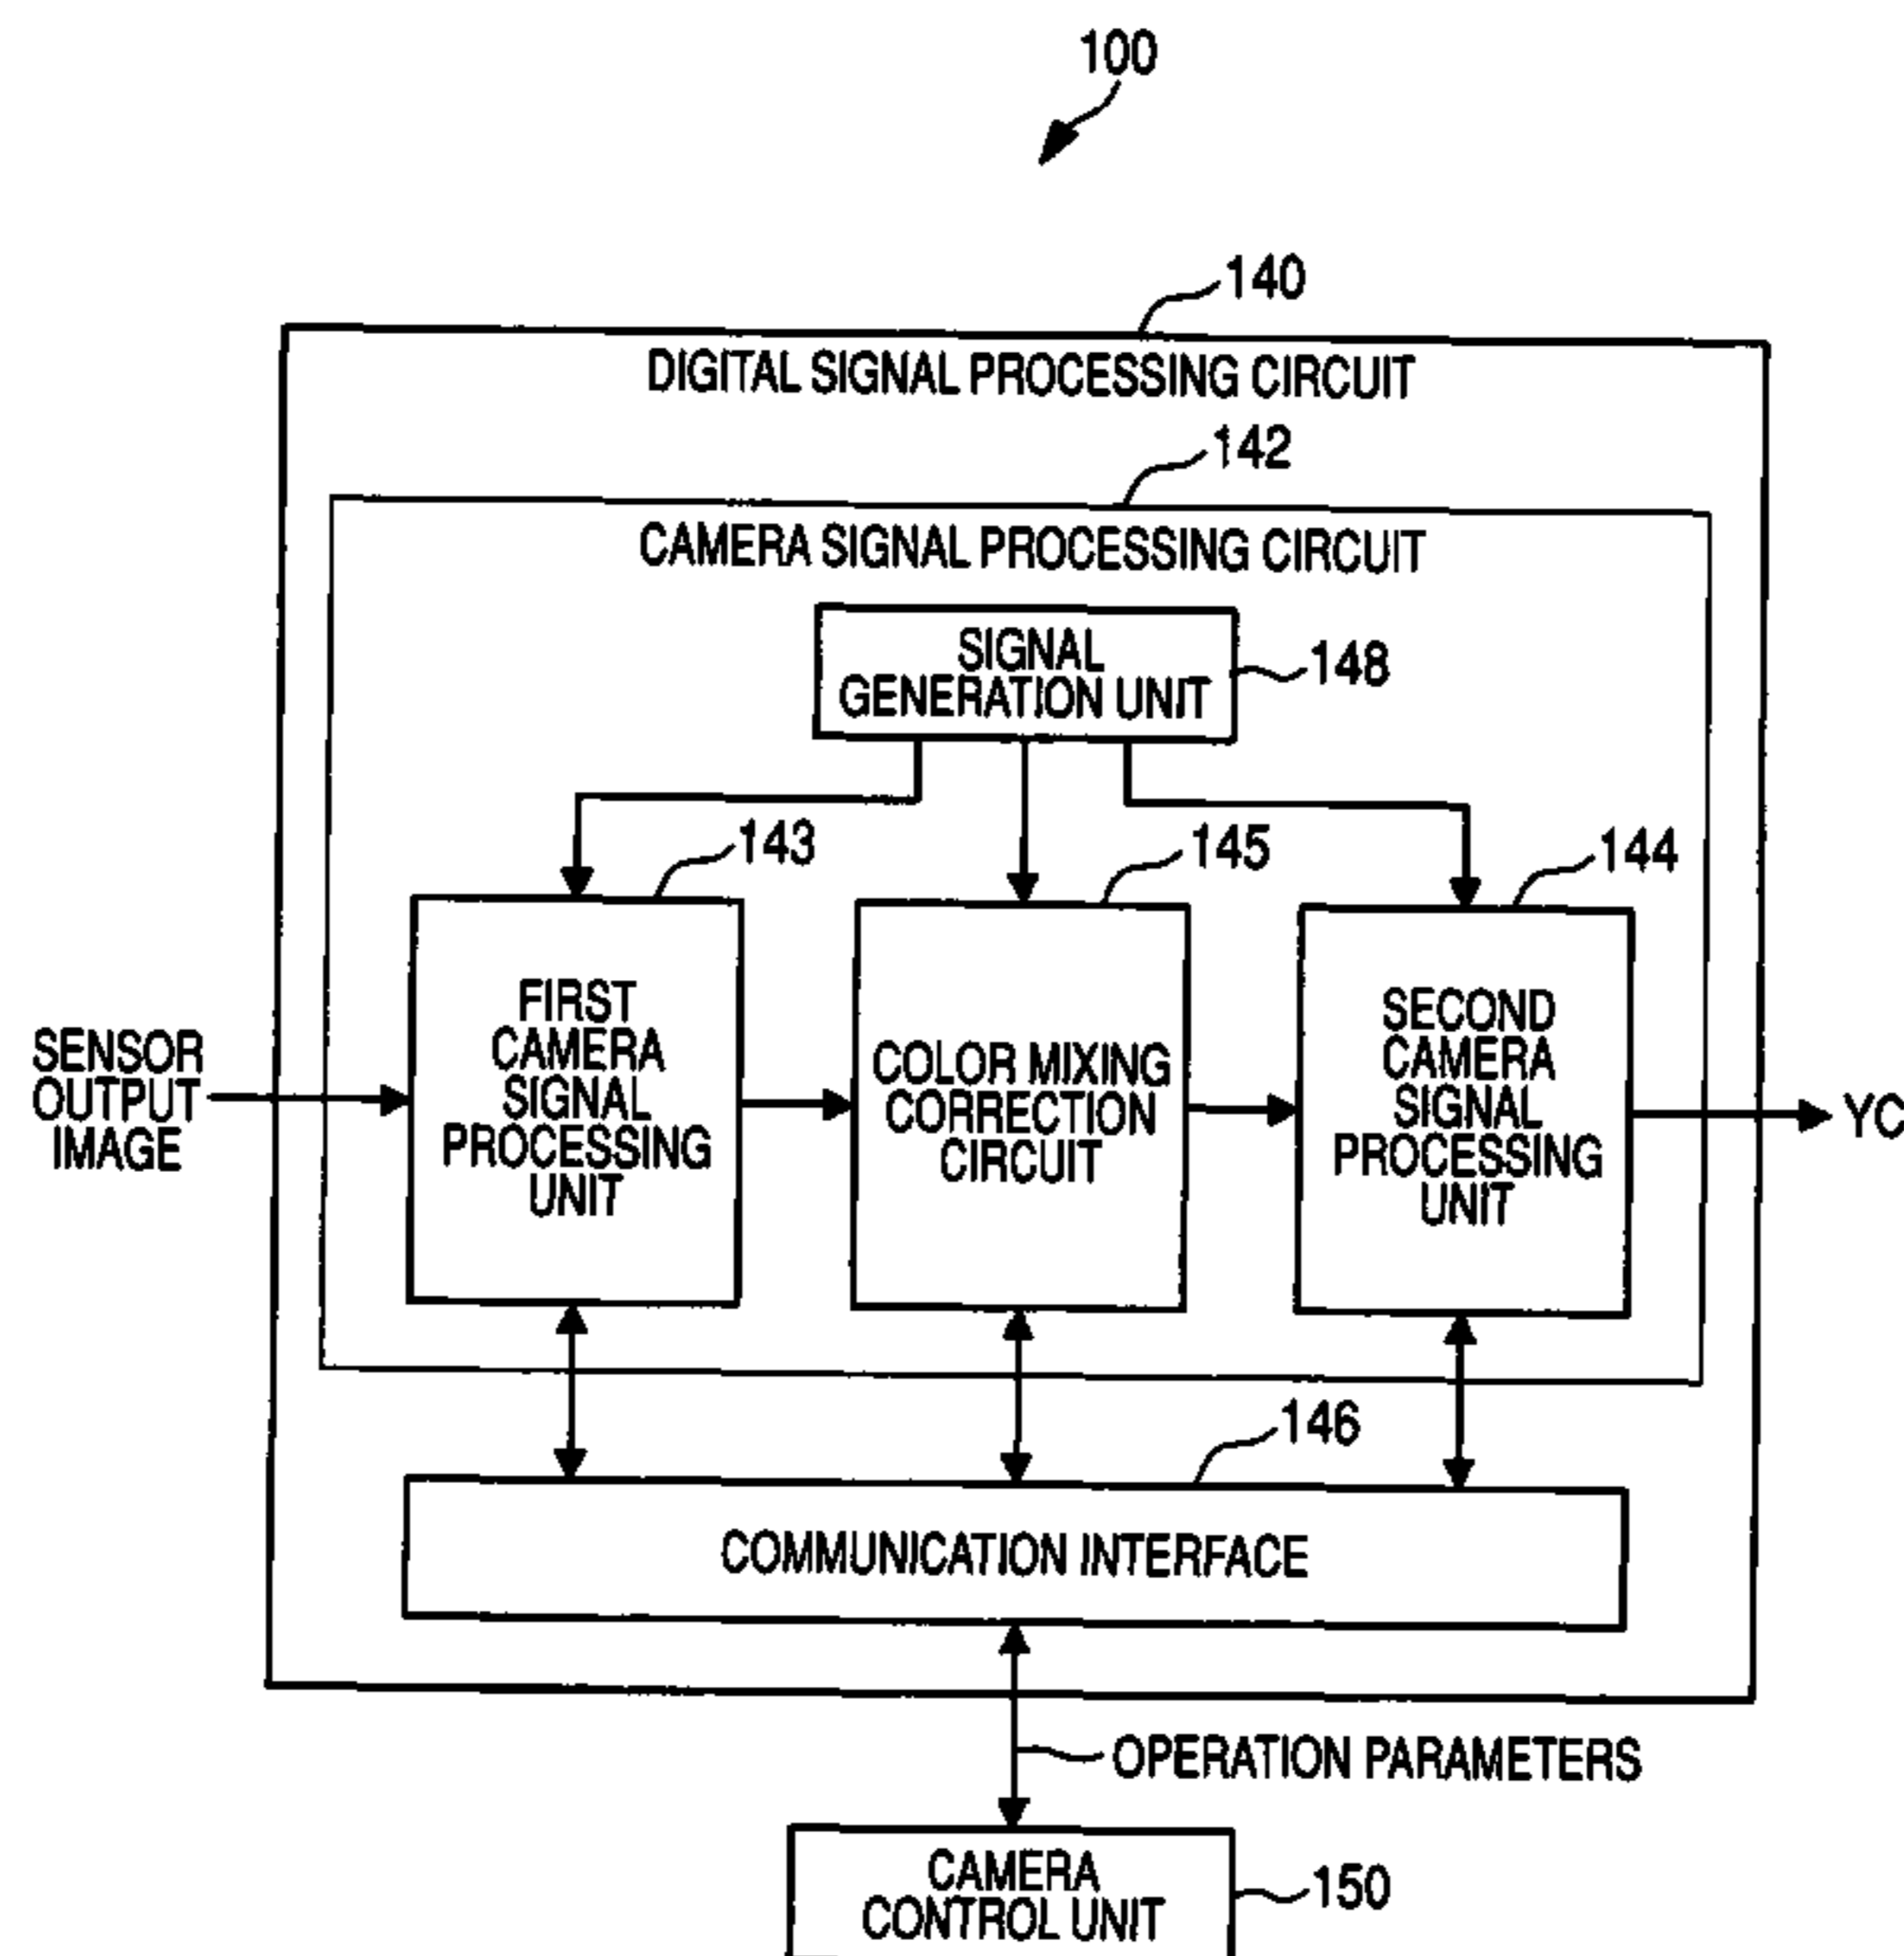 100
140
DIGITAL SIGNAL PROCESSING CIRCUIT
142
CAMERA SIGNAL PROCESSING CIRCUIT
SIGNAL
GENERATION UNIT
148
143
145
144
SENSOR
OUTPUT
IMAGE
FIRST
CAMERA
SIGNAL
PROCESSING
UNIT
COLOR MIXING
CORRECTION
CIRCUIT
SECOND
CAMERA
SIGNAL
PROCESSING
UNIT
YC
146
COMMUNICATION INTERFACE
OPERATION PARAMETERS
CAMERA
CONTROL UNIT
150